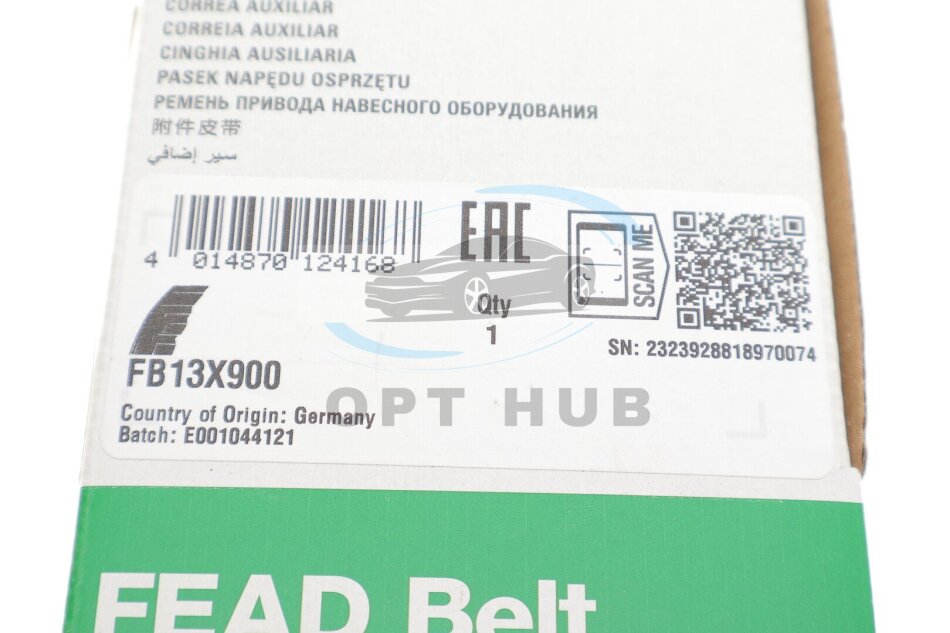 CORREA AUXILIAR
CORREIA AUXILIAR
CINGHIA AUSILIARIA
PASEK NAPĘDU OSPRZĘTU
РЕМЕНЬ ПРИВОДА НАВЕСНОГО ОБОРУДОВАНИЯ
附件皮带
سير إضافي
4 014870 124168
EAC
SCAN ME
Qty
1
SN: 2323928818970074
FB13X900
OPT HUB
Country of Origin: Germany
Batch: E001044121
FEAD Belt